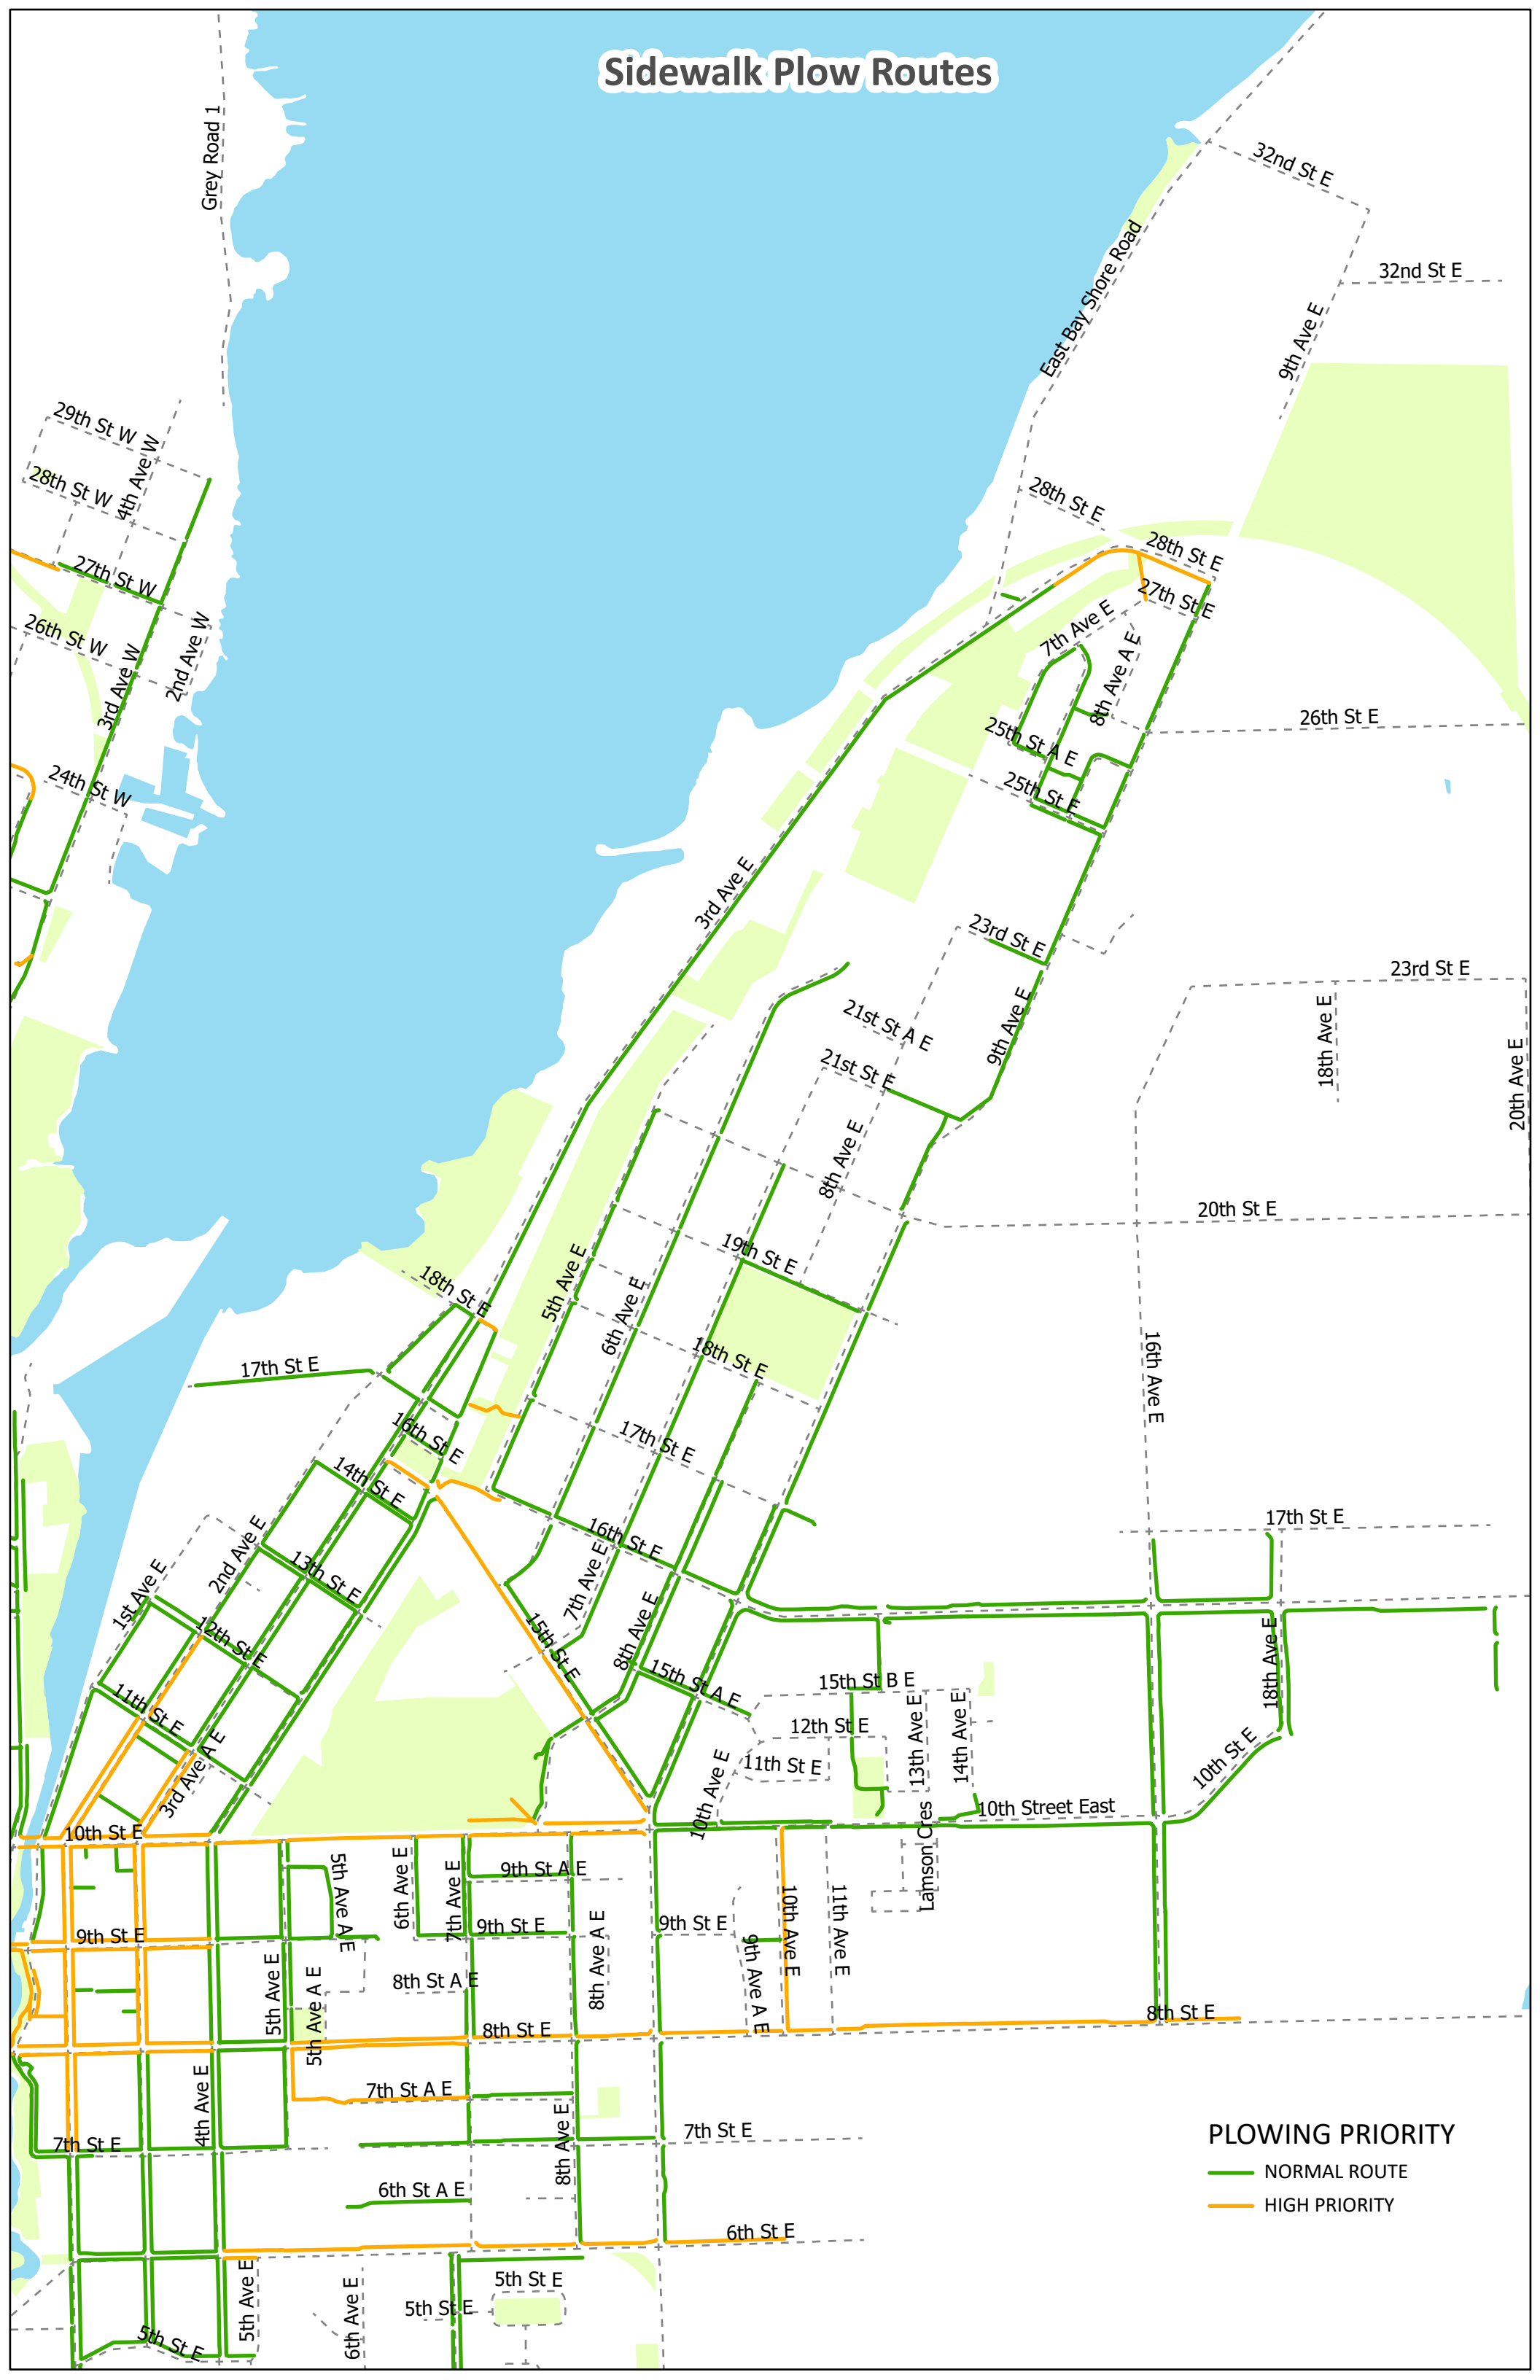 Sidewalk Plow Routes
Grey Road 1
32nd St E
32nd St E
East Bay Shore Road
9th Ave E
29th St W
4th Ave W
28th St W
27th St W
26th St W
2nd Ave W
3rd Ave W
24th St W
28th St E
28th St E
27th St E
7th Ave E
8th Ave A E
25th St A E
25th St E
26th St E
3rd Ave E
23rd St E
23rd St E
21st St A E
9th Ave E
18th Ave E
20th Ave E
21st St E
8th Ave E
20th St E
19th St E
5th Ave E
6th Ave E
18th St E
18th St E
17th St E
16th Ave E
16th St E
17th St E
14th St E
17th St E
16th St E
2nd Ave E
13th St E
1st Ave E
7th Ave E
12th St E
15th St E
8th Ave E
15th St A E
15th St B E
18th Ave E
11th St E
12th St E
13th Ave E
14th Ave E
3rd Ave A E
11th St E
10th Ave E
10th St E
10th Street East
10th St E
Lamson Cres
5th Ave A E
6th Ave E
7th Ave E
9th St A E
10th Ave E
11th Ave E
9th St E
9th St E
9th St E
8th Ave A E
9th Ave A E
5th Ave E
5th Ave A E
8th St A E
8th St E
8th St E
7th St A E
4th Ave E
8th Ave E
7th St E
7th St E
6th St A E
6th St E
5th Ave E
6th Ave E
5th St E
5th St E
5th St E
PLOWING PRIORITY
NORMAL ROUTE
HIGH PRIORITY